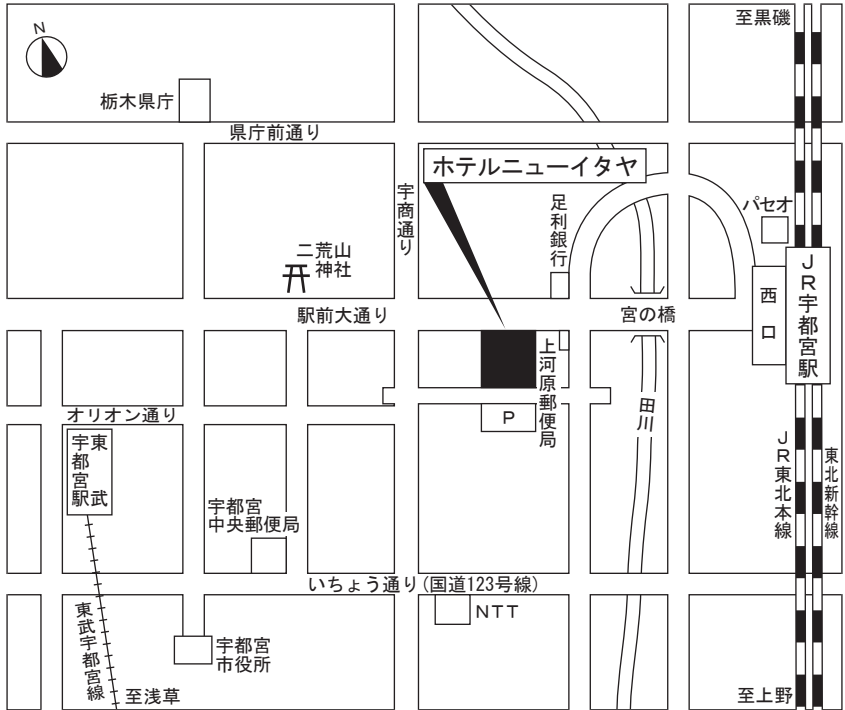 N
至黒磯
栃木県庁
県庁前通り
ホテルニューイタヤ
宇商通り
足利銀行
パセオ
二荒山
神社
西口
JR宇都宮駅
駅前大通り
宮の橋
上河原郵便局
オリオン通り
P
田川
東武
宇都宮駅
JR東北本線
東北新幹線
宇都宮
中央郵便局
いちょう通り(国道123号線)
NTT
東武宇都宮線
宇都宮
市役所
至浅草
至上野